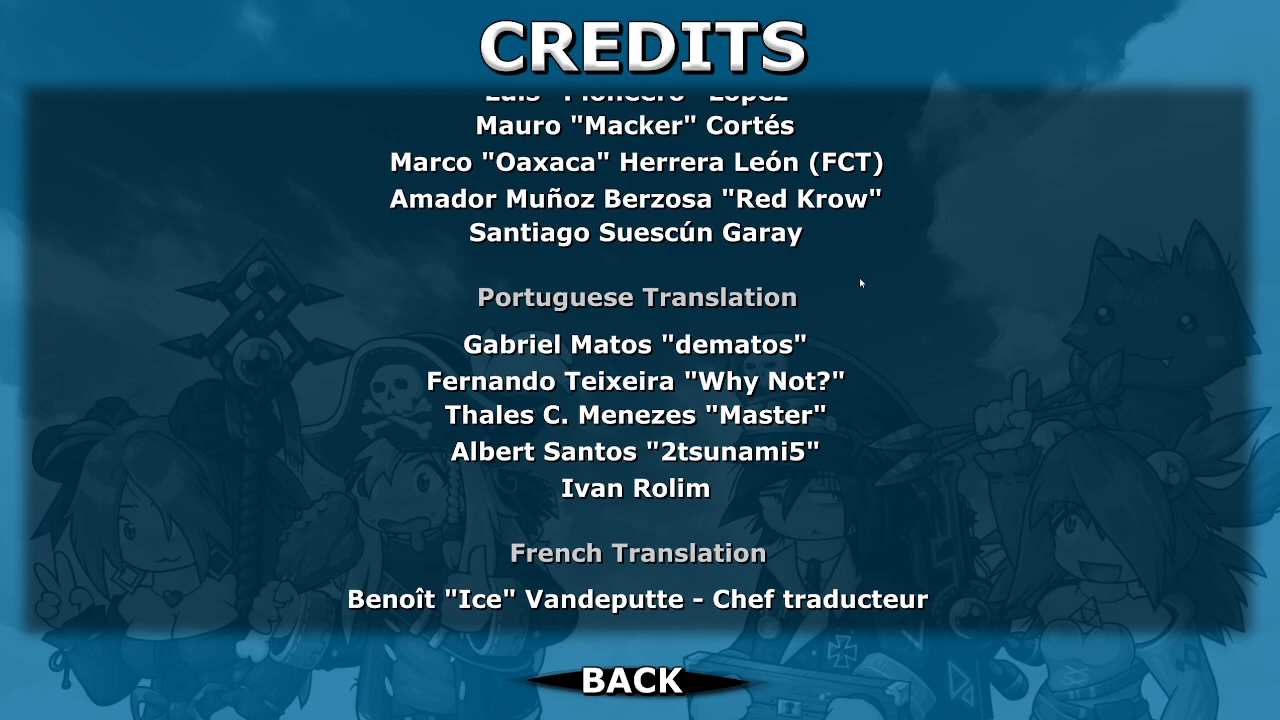 CREDITS
Mauro "Macker" Cortés
Marco "Oaxaca" Herrera León (FCT)
Amador Muñoz Berzosa "Red Krow"
Santiago Suescún Garay
Portuguese Translation
Gabriel Matos "dematos"
Fernando Teixeira "Why Not?"
Thales C. Menezes "Master"
Albert Santos "2tsunami5"
Ivan Rolim
French Translation
Benoît "Ice" Vandeputte - Chef traducteur
BACK